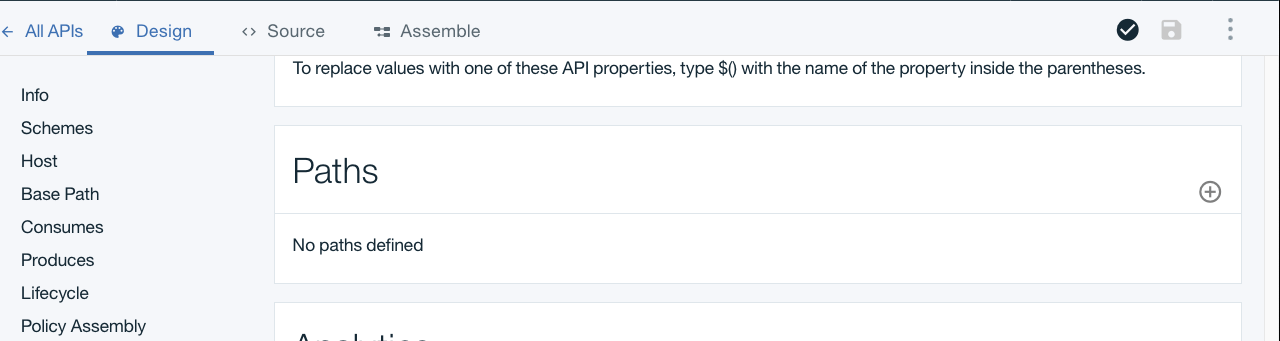 All APIs Design Source Assemble
To replace values with one of these API properties, type $() with the name of the property inside the parentheses.
Info
Schemes
Host
Base Path
Consumes
Produces
Lifecycle
Policy Assembly
Paths
No paths defined
Analytics